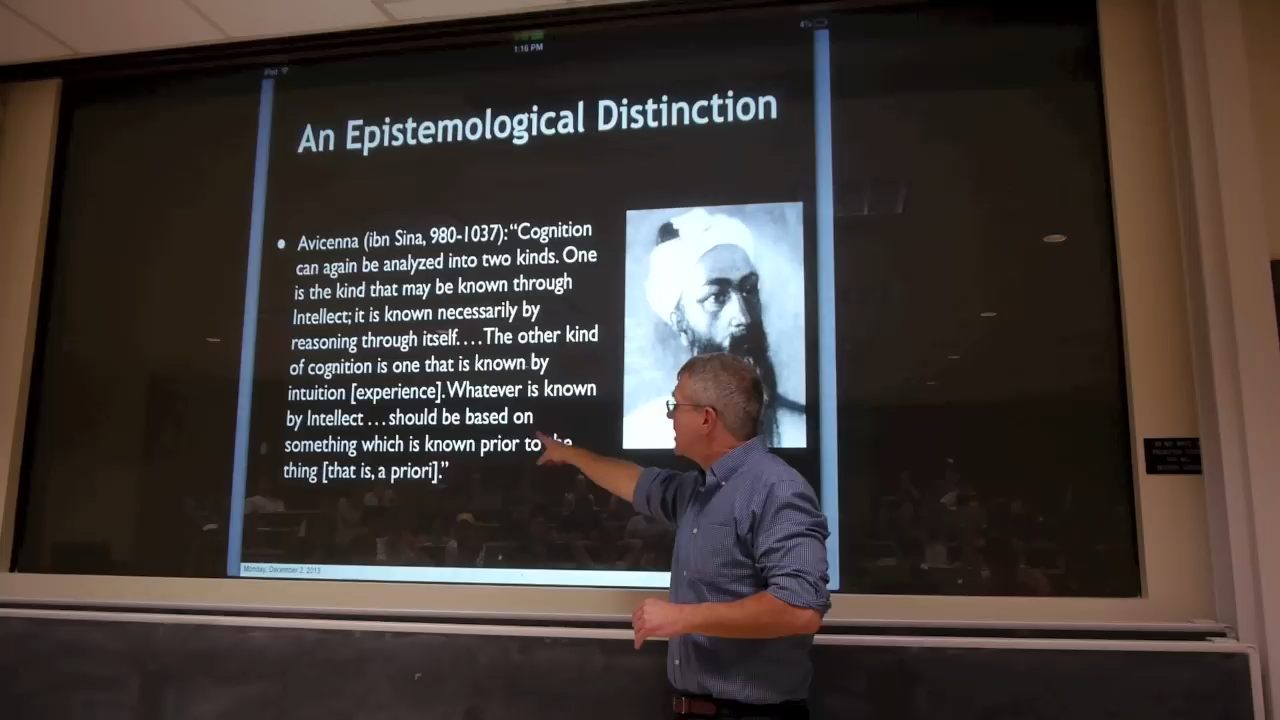 4%
1:16 PM
iPad
An Epistemological Distinction
• Avicenna (ibn Sina, 980-1037): “Cognition
can again be analyzed into two kinds. One
is the kind that may be known through
Intellect; it is known necessarily by
reasoning through itself. . . . The other kind
of cognition is one that is known by
intuition [experience]. Whatever is known
by Intellect . . . should be based on
something which is known prior to the
thing [that is, a priori].”
Monday, December 2, 2013